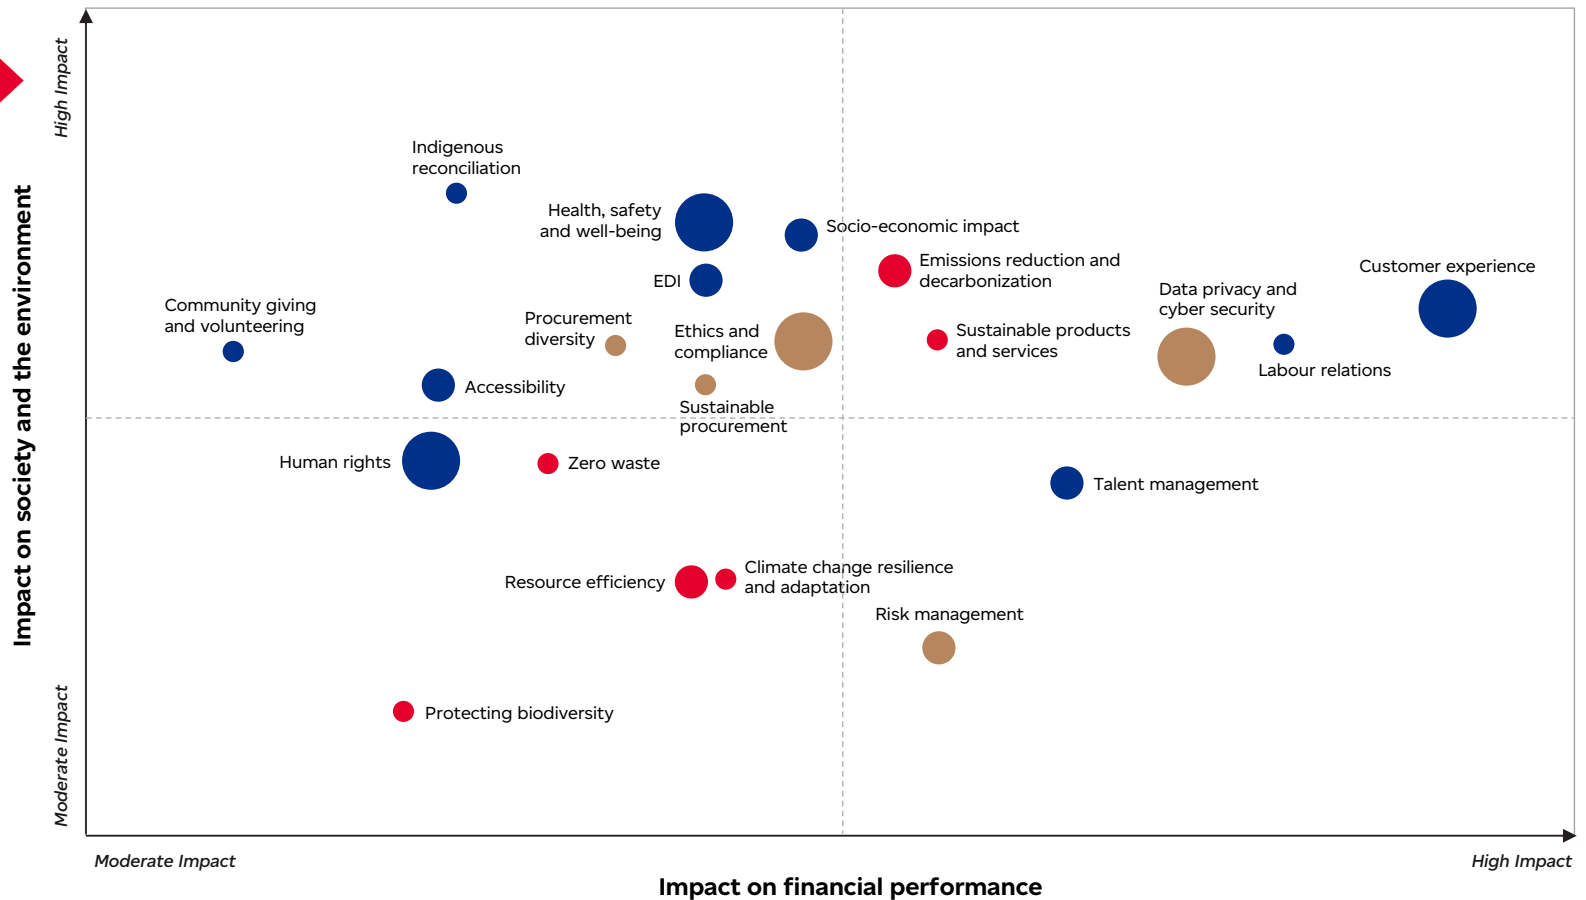 High Impact
Impact on society and the environment
Moderate Impact
Indigenous
reconciliation
Health, safety
and well-being
Socio-economic impact
EDI
Emissions reduction and
decarbonization
Customer experience
Data privacy and
cyber security
Community giving
and volunteering
Procurement
diversity
Ethics and
compliance
Sustainable products
and services
Labour relations
Accessibility
Sustainable
procurement
Human rights
Zero waste
Talent management
Resource efficiency
Climate change resilience
and adaptation
Risk management
Protecting biodiversity
Moderate Impact
High Impact
Impact on financial performance